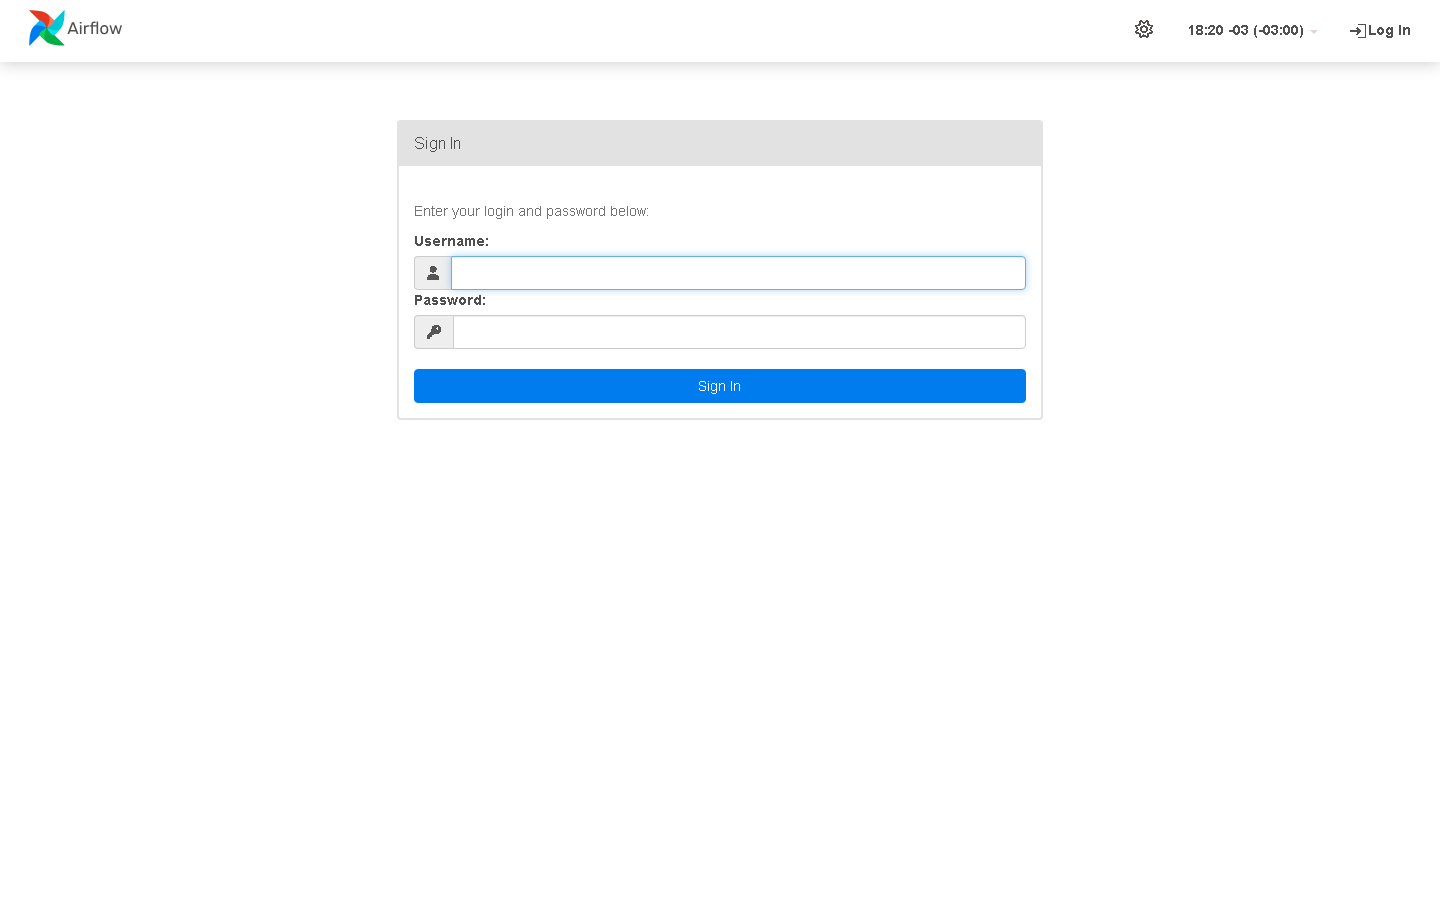 Airflow
18:20 -03 (-03:00)
Log In
Sign In
Enter your login and password below:
Username:
Password:
Sign In